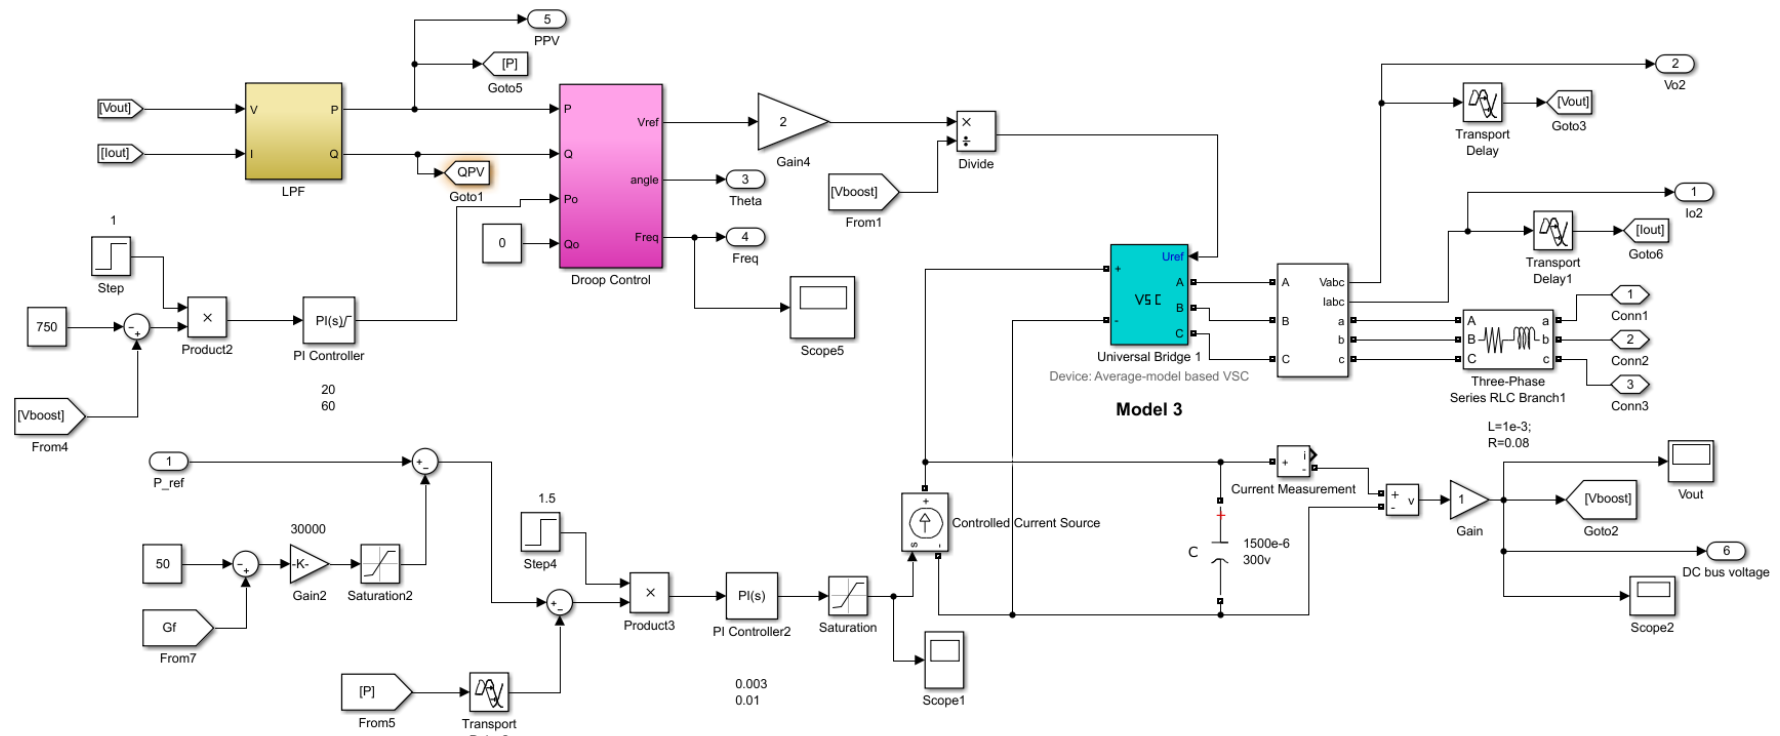 5
PPV
[P]
Goto5
[Vout]
[Iout]
V
I
P
Q
LPF
QPV
Goto1
P
Q
Po
Qo
Vref
angle
Freq
Droop Control
0
2
Gain4
×
÷
Divide
[Vboost]
From1
3
Theta
4
Freq
Scope5
1
Step
750
-
+
×
Product2
PI(s)
PI Controller
20
60
[Vboost]
From4
2
Vo2
Transport
Delay
[Vout]
Goto3
1
Io2
Transport
Delay1
[Iout]
Goto6
Uref
+
-
VSC
A
B
C
Universal Bridge 1
Device: Average-model based VSC
Model 3
A
B
C
Vabc
Iabc
a
b
c
A
B
C
a
b
c
Three-Phase
Series RLC Branch1
L=1e-3;
R=0.08
1
Conn1
2
Conn2
3
Conn3
1
P_ref
+
-
50
-
+
30000
-K-
Gain2
Saturation2
Gf
From7
1.5
Step4
+
-
×
Product3
PI(s)
PI Controller2
0.003
0.01
Saturation
Scope1
[P]
From5
Transport
+
s
-
Controlled Current Source
+
C
1500e-6
300v
+
i
-
Current Measurement
+
-
v
1
Gain
Vout
[Vboost]
Goto2
6
DC bus voltage
Scope2